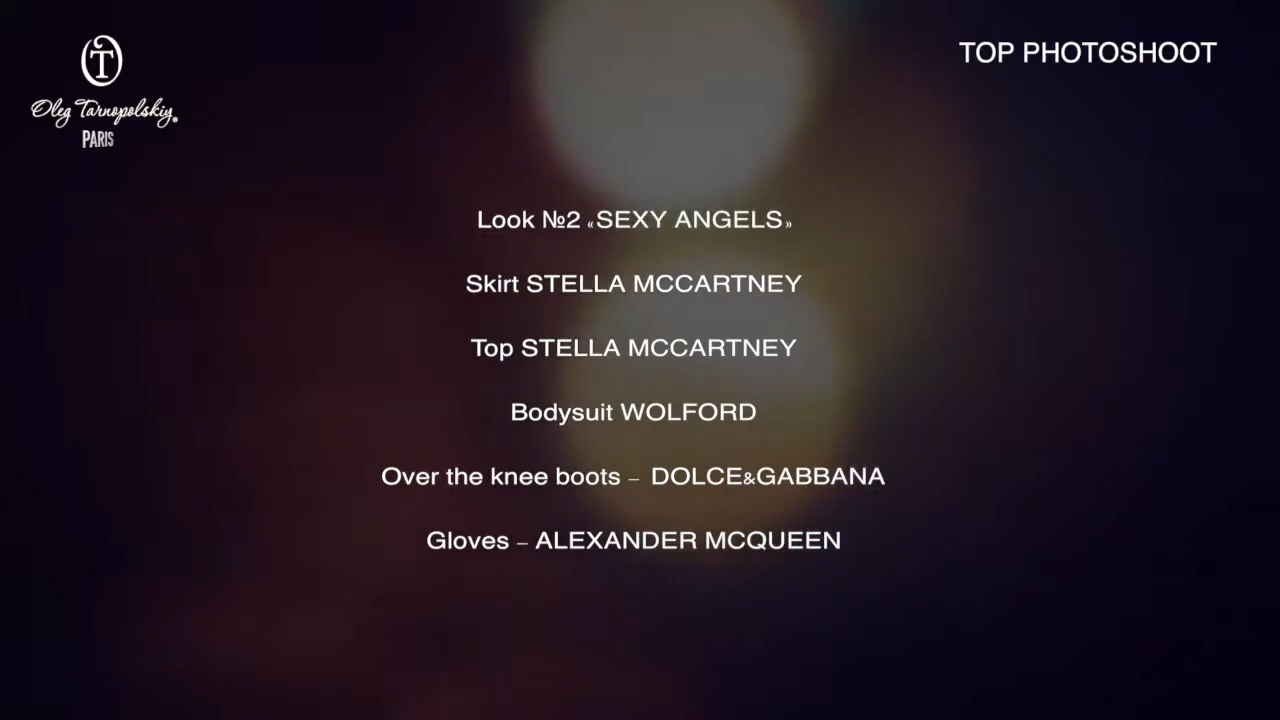 T
Oleg Tarnopolskiy®
PARIS
TOP PHOTOSHOOT
Look №2 «SEXY ANGELS»
Skirt STELLA MCCARTNEY
Top STELLA MCCARTNEY
Bodysuit WOLFORD
Over the knee boots – DOLCE&GABBANA
Gloves – ALEXANDER MCQUEEN